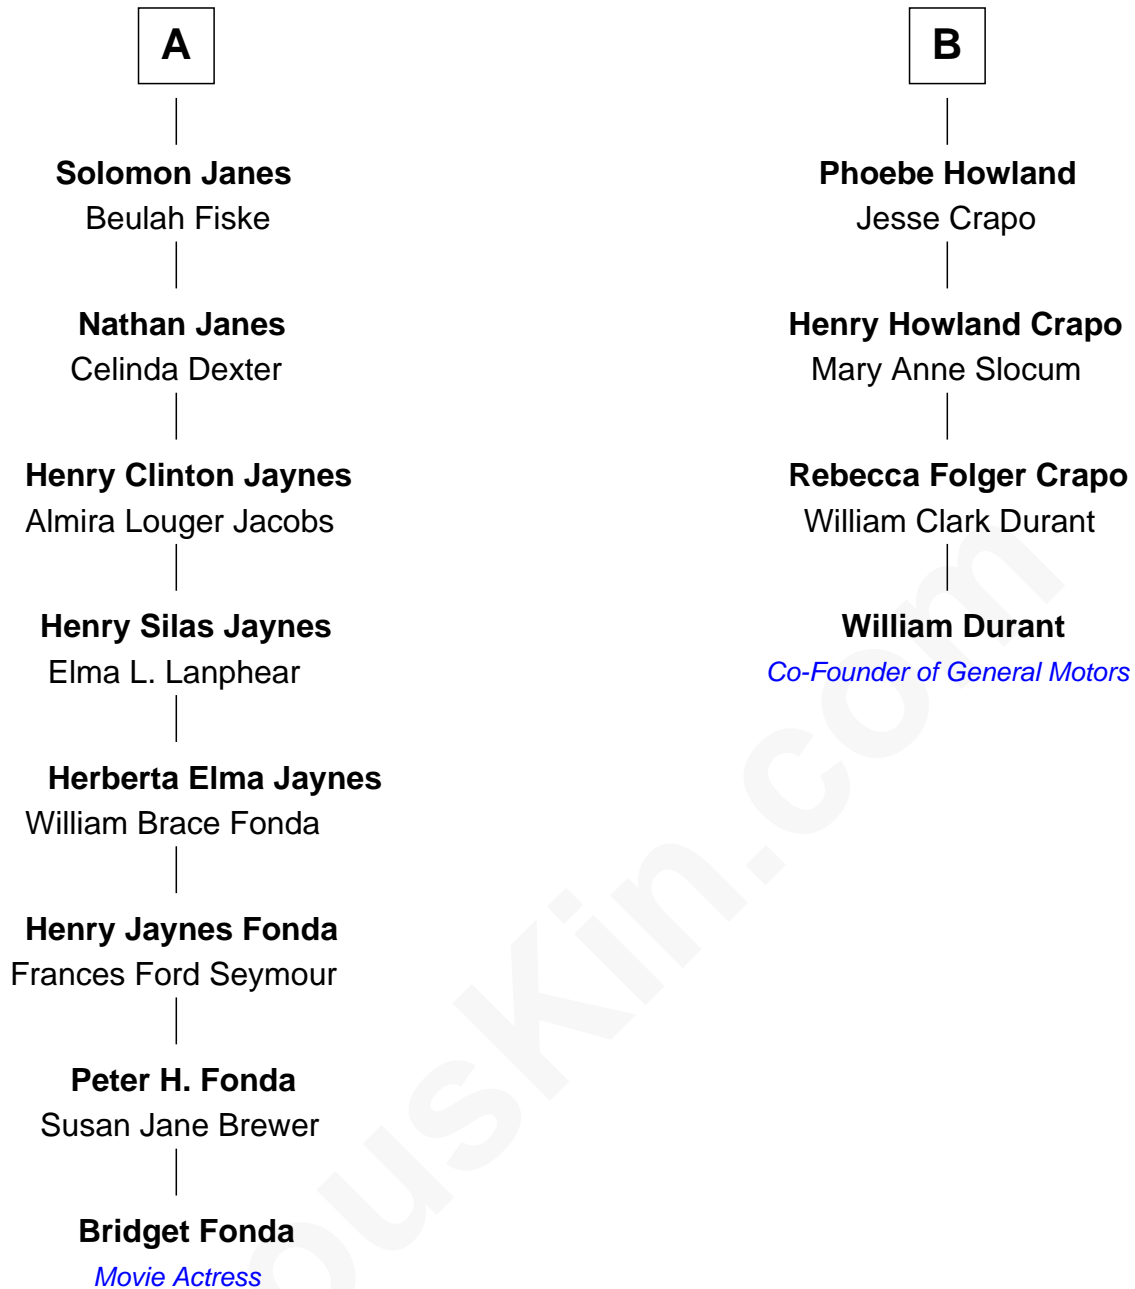 A
Solomon Janes
Beulah Fiske
Nathan Janes
Celinda Dexter
Henry Clinton Jaynes
Almira Louger Jacobs
Henry Silas Jaynes
Elma L. Lanphear
Herberta Elma Jaynes
William Brace Fonda
Henry Jaynes Fonda
Frances Ford Seymour
Peter H. Fonda
Susan Jane Brewer
Bridget Fonda
Movie Actress
B
Phoebe Howland
Jesse Crapo
Henry Howland Crapo
Mary Anne Slocum
Rebecca Folger Crapo
William Clark Durant
William Durant
Co-Founder of General Motors
ousKin.com